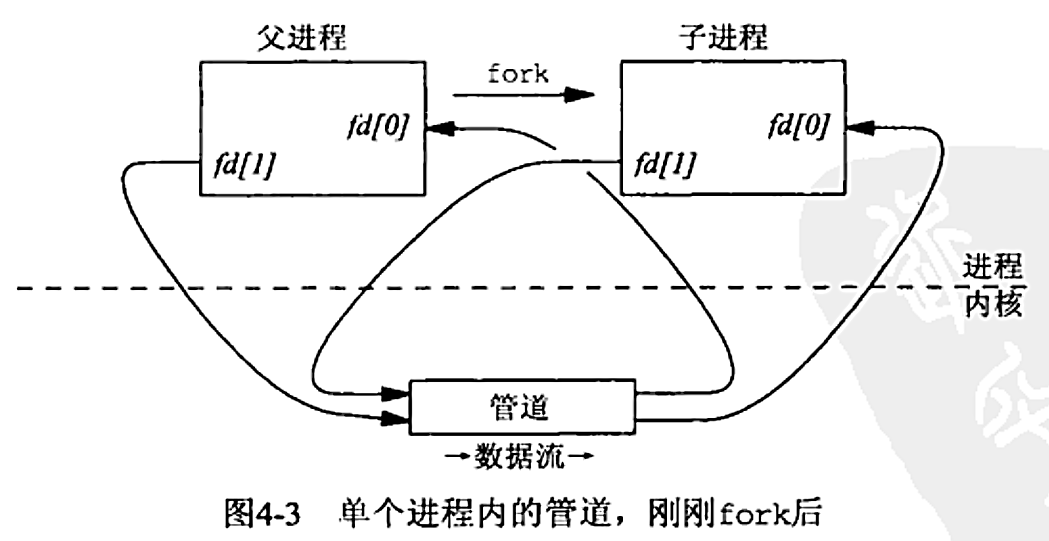 父进程
子进程
fork
fd[0]
fd[0]
fd[1]
fd[1]
进程
内核
管道
→数据流→
图4-3 单个进程内的管道，刚刚fork后